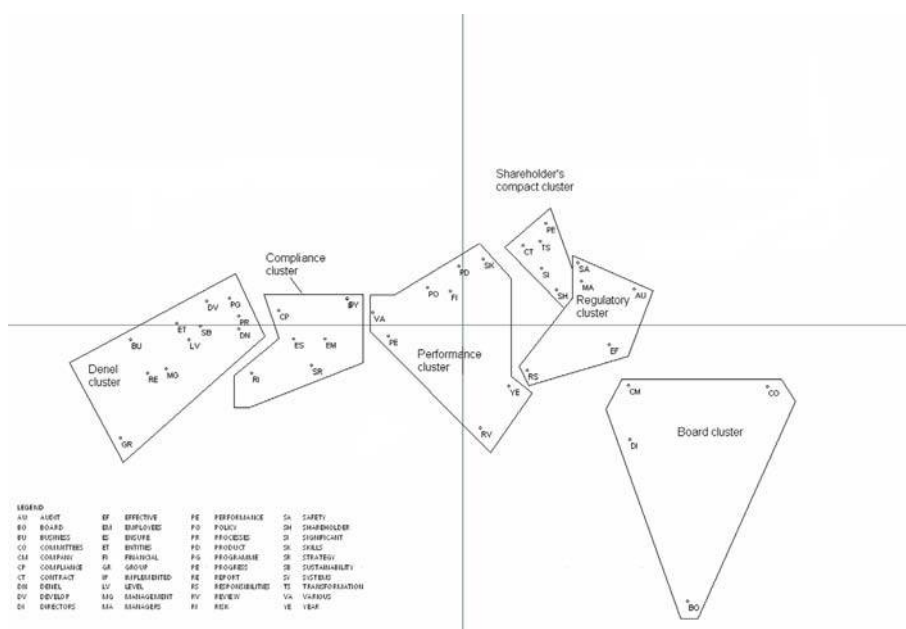 Shareholder's
compact cluster
PE
CT TS
SI
SH
SA
MA
AU
Regulatory
cluster
EF
RS
Compliance
cluster
CP
ES EM
SR
RI
PD SK
PO FI
VA
PE
Performance
cluster
YE
RV
DV PG
PR
ET SB DN
BU LV
Denel
cluster
RE MG
GR
CM CO
Board cluster
DI
BO
LEGEND
AU AUDIT EF EFFECTIVE PE PERFORMANCE SA SAFETY
BO BOARD EM EMPLOYEES PO POLICY SH SHAREHOLDER
BU BUSINESS ES ENSURE PR PROCESSES SI SIGNIFICANT
CO COMMITTEES ET ENTITIES PD PRODUCT SK SKILLS
CM COMPANY FI FINANCIAL PG PROGRAMME SR STRATEGY
CP COMPLIANCE GR GROUP PE PROGRESS SB SUSTAINABILITY
CT CONTRACT IMPLEMENTED RE REPORT SV SYSTEMS
DN DENEL LV LEVEL RS RESPONSIBILITIES TS TRANSFORMATION
DV DEVELOP MG MANAGEMENT RV REVIEW VA VARIOUS
DI DIRECTORS MA MANAGERS RI RISK YE YEAR